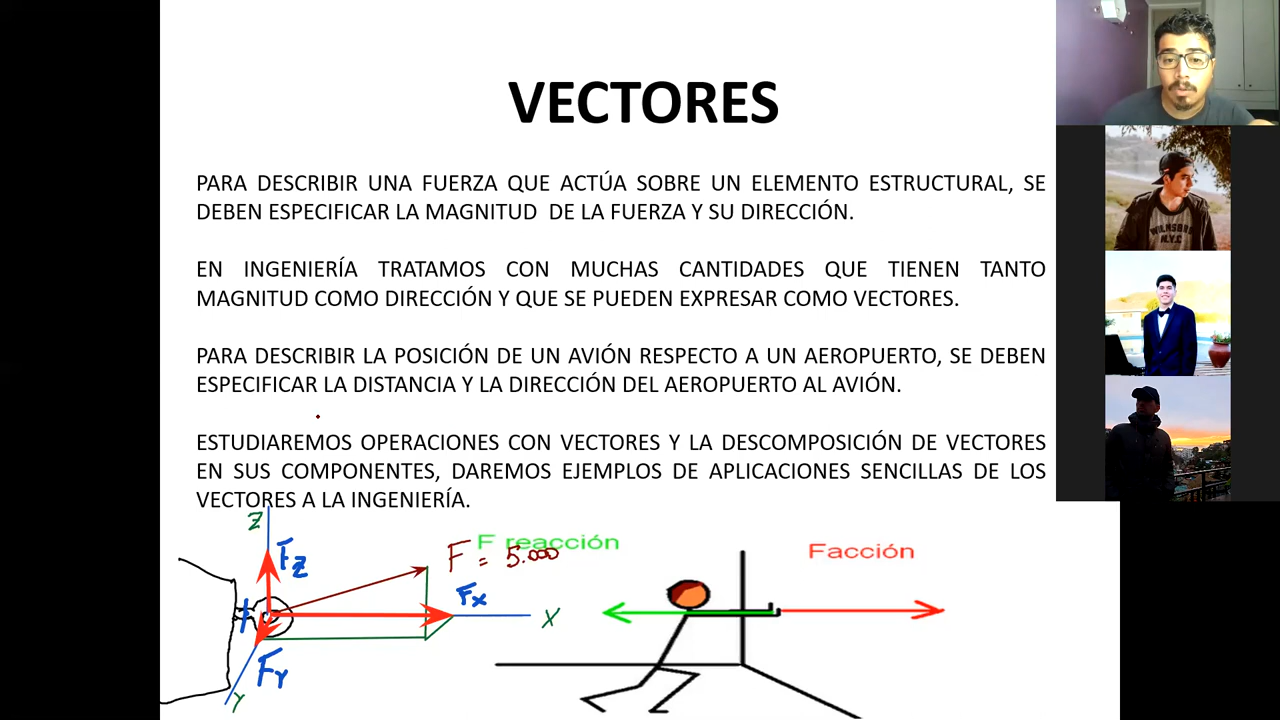 VECTORES
PARA DESCRIBIR UNA FUERZA QUE ACTÚA SOBRE UN ELEMENTO ESTRUCTURAL, SE
DEBEN ESPECIFICAR LA MAGNITUD DE LA FUERZA Y SU DIRECCIÓN.
EN INGENIERÍA TRATAMOS CON MUCHAS CANTIDADES QUE TIENEN TANTO
MAGNITUD COMO DIRECCIÓN Y QUE SE PUEDEN EXPRESAR COMO VECTORES.
PARA DESCRIBIR LA POSICIÓN DE UN AVIÓN RESPECTO A UN AEROPUERTO, SE DEBEN
ESPECIFICAR LA DISTANCIA Y LA DIRECCIÓN DEL AEROPUERTO AL AVIÓN.
ESTUDIAREMOS OPERACIONES CON VECTORES Y LA DESCOMPOSICIÓN DE VECTORES
EN SUS COMPONENTES, DAREMOS EJEMPLOS DE APLICACIONES SENCILLAS DE LOS
VECTORES A LA INGENIERÍA.
Z
Fz
F = 5.000
Fx
X
Fy
Y
F reacción
Facción
N.Y.C